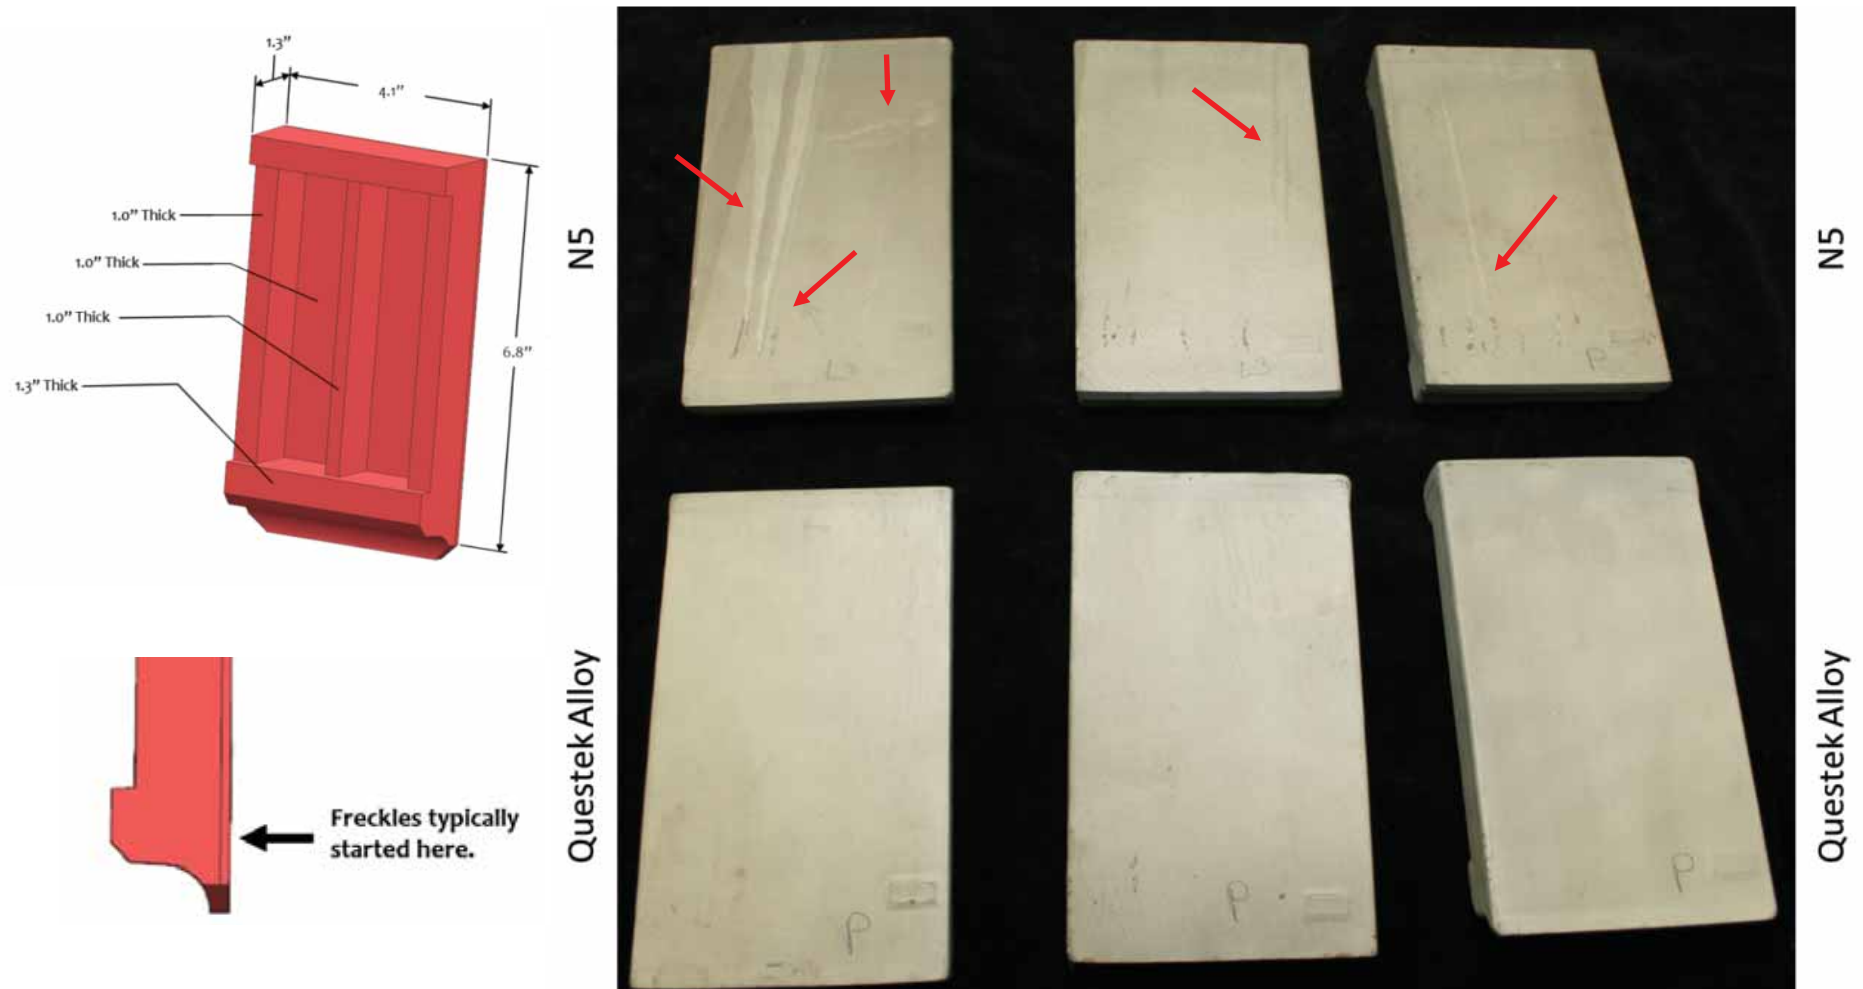 1.3”
4.1”
1.0” Thick
1.0” Thick
1.0” Thick
1.3” Thick
6.8”
Freckles typically
started here.
N5
Questek Alloy
P
P
P
P
N5
Questek Alloy